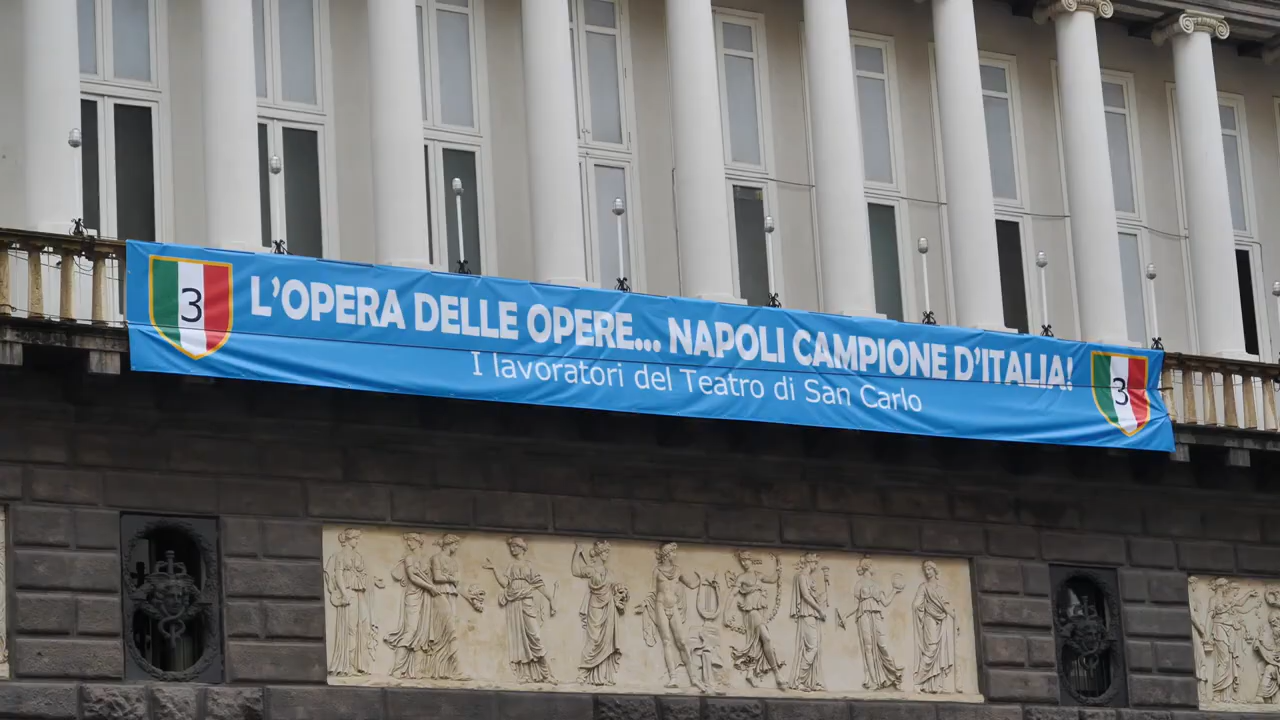 3
L'OPERA DELLE OPERE... NAPOLI CAMPIONE D'ITALIA!
I lavoratori del Teatro di San Carlo
3